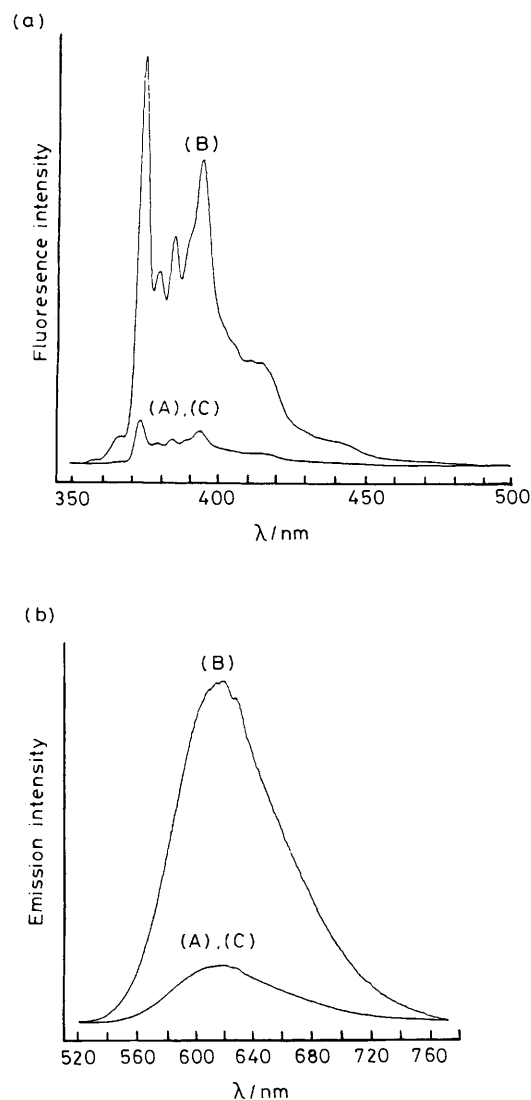 (a)
Fluoresence intensity
(B)
(A),(C)
350 400 450 500
λ/nm
(b)
Emission intensity
(B)
(A),(C)
520 560 600 640 680 720 760
λ/nm